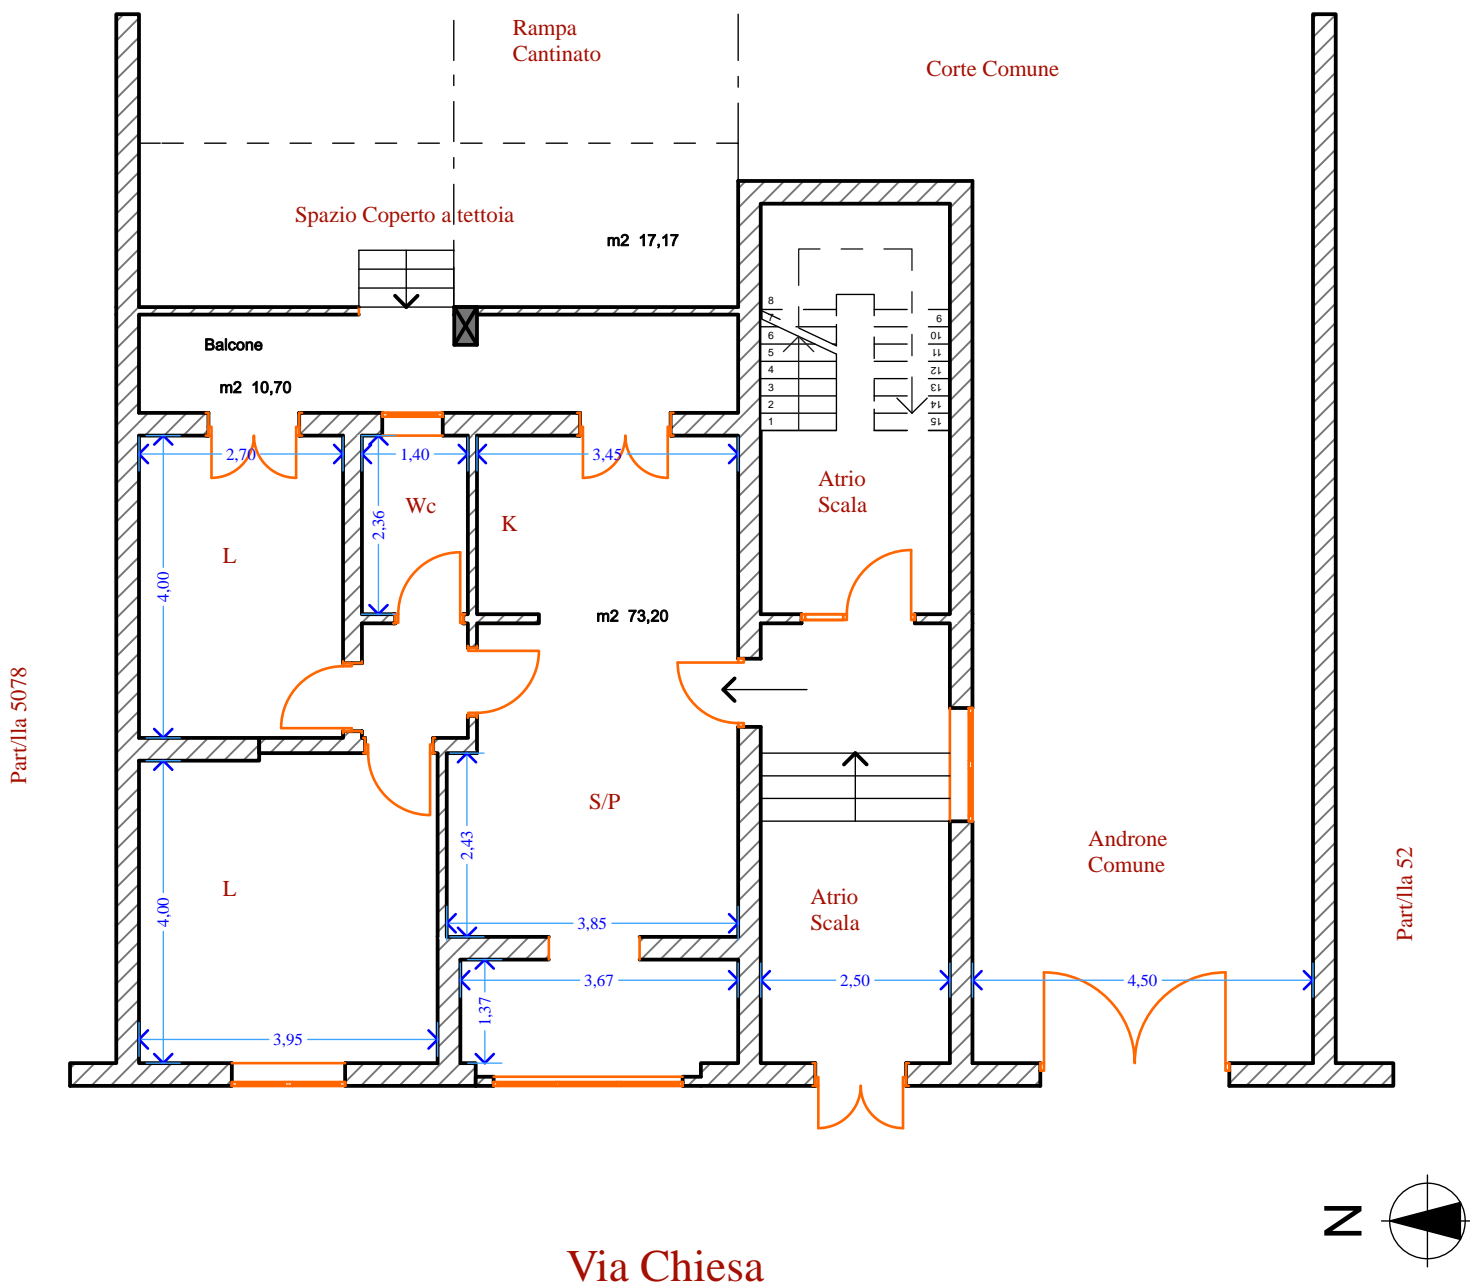 Rampa
Cantinato
Corte Comune
Spazio Coperto a tettoia
m2 17,17
Balcone
m2 10,70
8
7
6
5
4
3
2
1
9
10
11
12
13
14
15
2,70
1,40
3,45
Wc
K
2,36
Atrio
Scala
L
4,00
m2 73,20
Part/lla 5078
S/P
2,43
L
4,00
3,85
Androne
Comune
Part/lla 52
Atrio
Scala
3,67
2,50
4,50
1,37
3,95
N
Via Chiesa